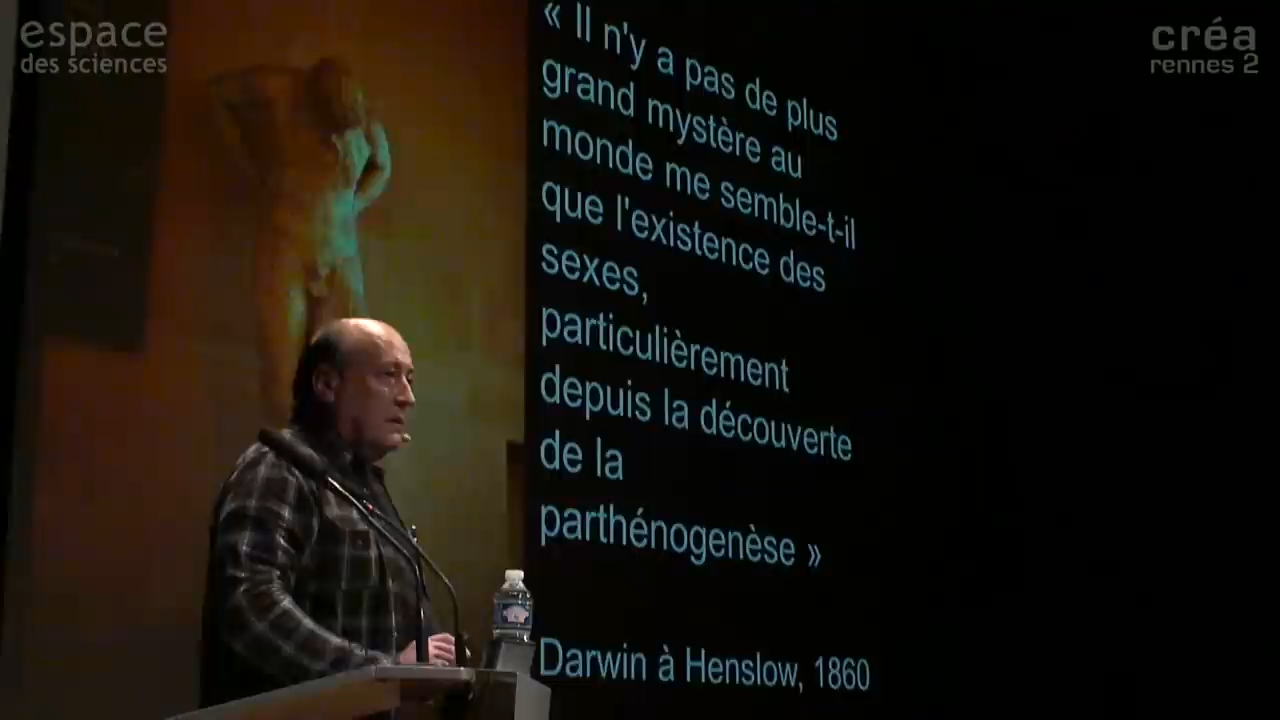 espace
des sciences
créa
rennes 2
« Il n'y a pas de plus
grand mystère au
monde me semble-t-il
que l'existence des
sexes,
particulièrement
depuis la découverte
de la
parthénogenèse »
Darwin à Henslow, 1860